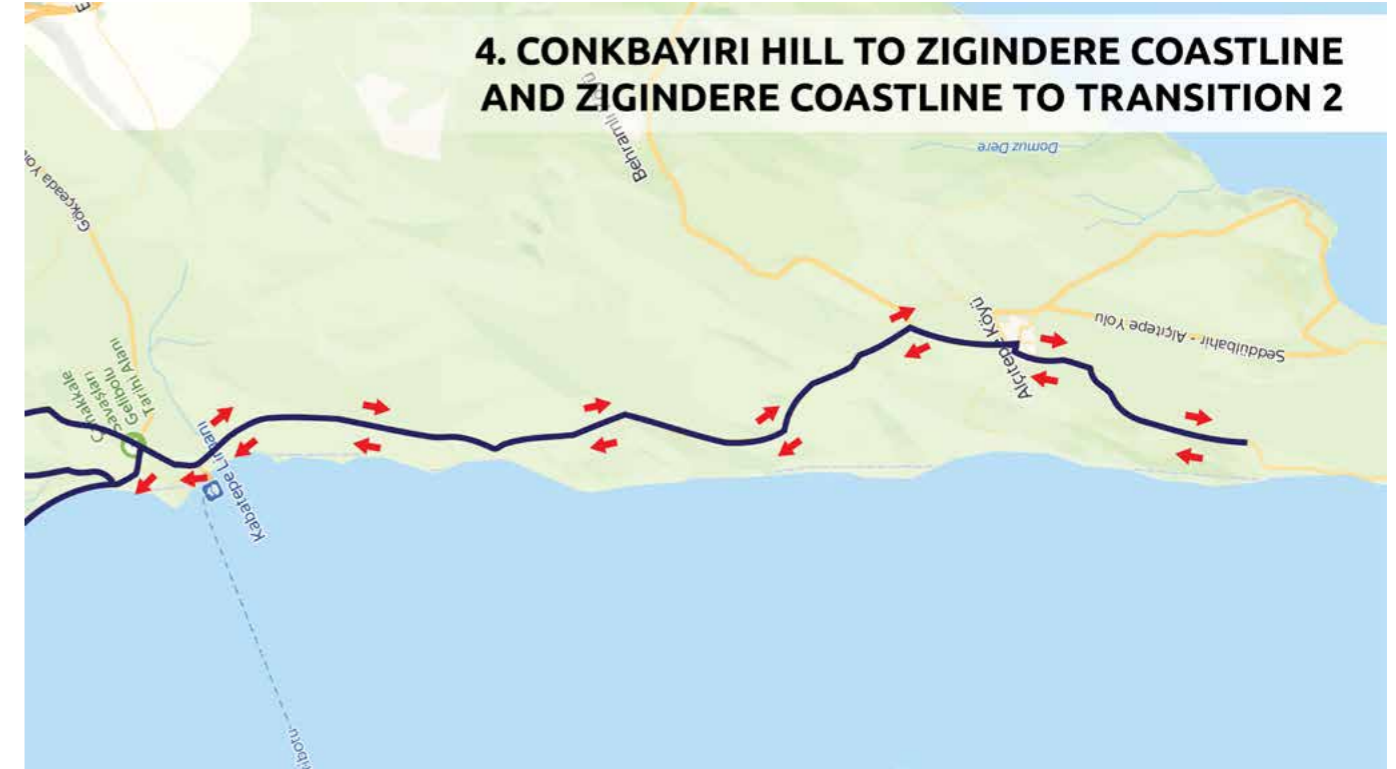 4. CONKBAYIRI HILL TO ZIGINDERE COASTLINE
AND ZIGINDERE COASTLINE TO TRANSITION 2
Domuz Dere
Gökçeada
Alçıtepe Köyü
Seddülbahir - Alçıtepe Yolu
Çanakkale
Savaşları
Gelibolu
Tarihi Alanı
Kabatepe Limanı